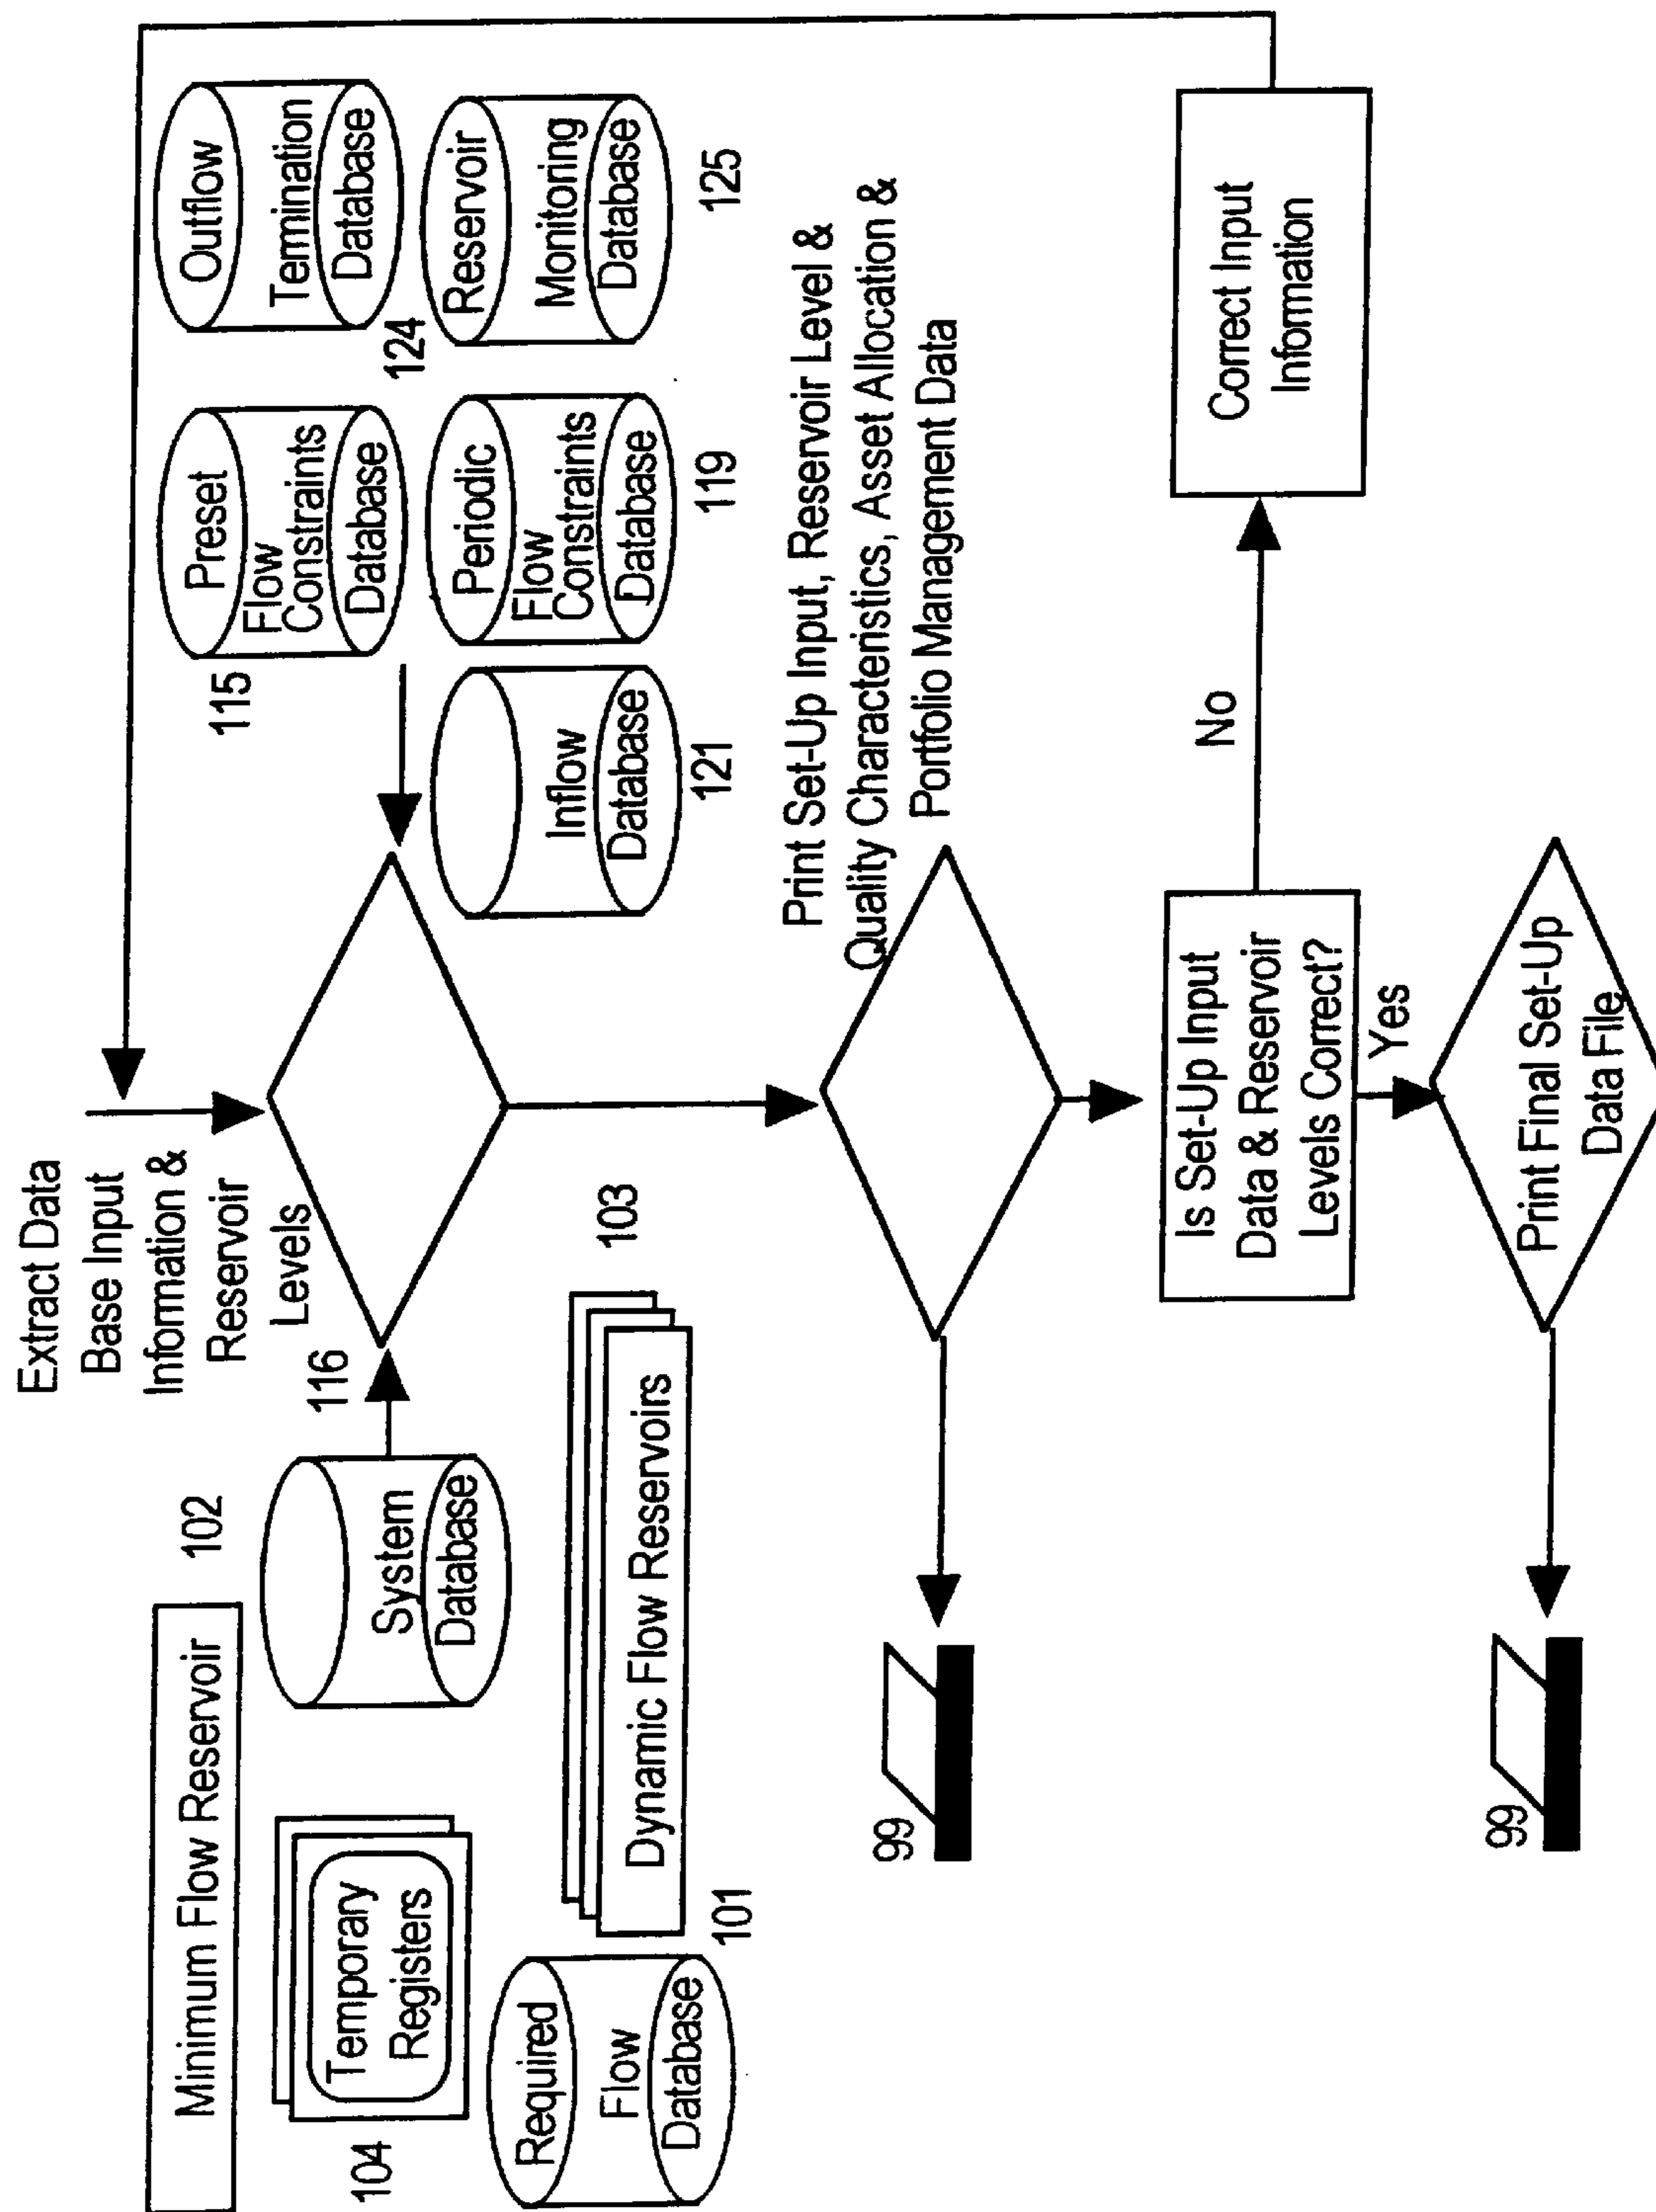 Extract Data
Base Input
Information &
Reservoir
Levels
Minimum Flow Reservoir
102
116
System
Database
Temporary
Registers
104
103
Dynamic Flow Reservoirs
Required
Flow
Database
101
Preset
Flow
Constraints
Database
115
Outflow
Termination
Database
124
Inflow
Database
121
Periodic
Flow
Constraints
Database
119
Reservoir
Monitoring
Database
125
Print Set-Up Input, Reservoir Level &
Quality Characteristics, Asset Allocation &
Portfolio Management Data
99
Is Set-Up Input
Data & Reservoir
Levels Correct?
No
Correct Input
Information
Yes
Print Final Set-Up
Data File
99